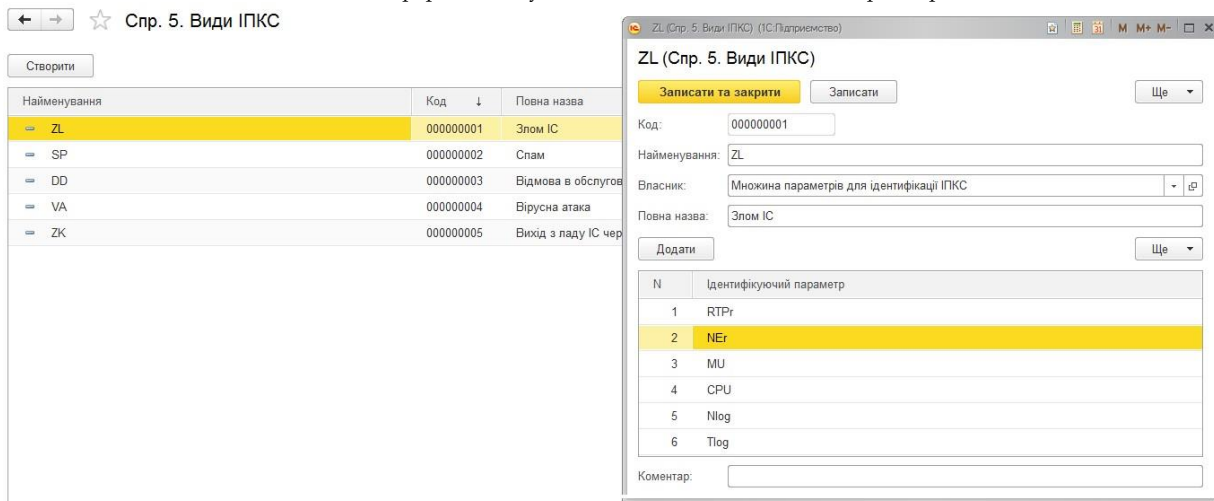 Спр. 5. Види ІПКС
Створити
Найменування Код ↓ Повна назва
ZL 000000001 Злом ІС
SP 000000002 Спам
DD 000000003 Відмова в обслугов
VA 000000004 Вірусна атака
ZK 000000005 Вихід з ладу ІС чер
ZL (Спр. 5. Види ІПКС) (1С:Підприємство)
M M+ M-
ZL (Спр. 5. Види ІПКС)
Записати та закрити Записати Ще
Код: 000000001
Найменування: ZL
Власник: Множина параметрів для ідентифікації ІПКС
Повна назва: Злом ІС
Додати Ще
N Ідентифікуючий параметр
1 RTPr
2 NEr
3 MU
4 CPU
5 Nlog
6 Tlog
Коментар: